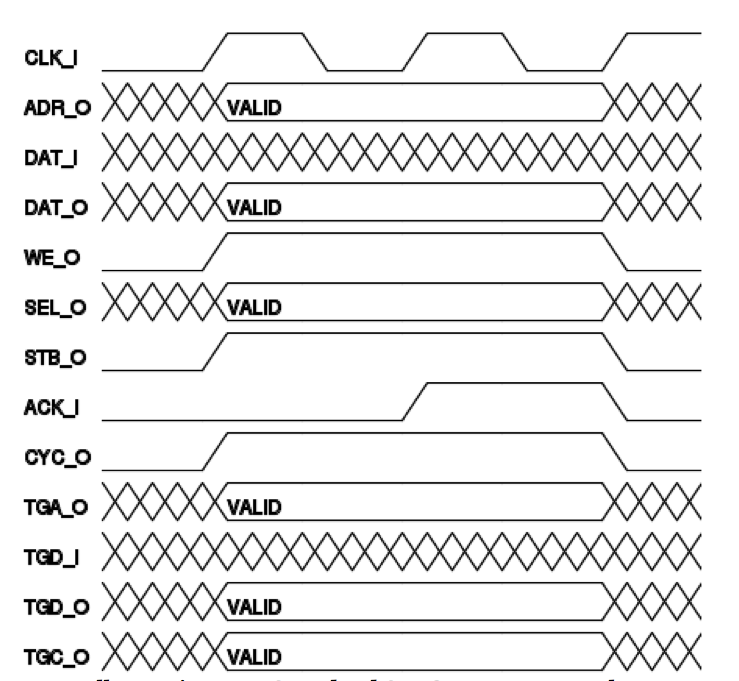 CLK_I
ADR_O VALID
DAT_I
DAT_O VALID
WE_O
SEL_O VALID
STB_O
ACK_I
CYC_O
TGA_O VALID
TGD_I
TGD_O VALID
TGC_O VALID